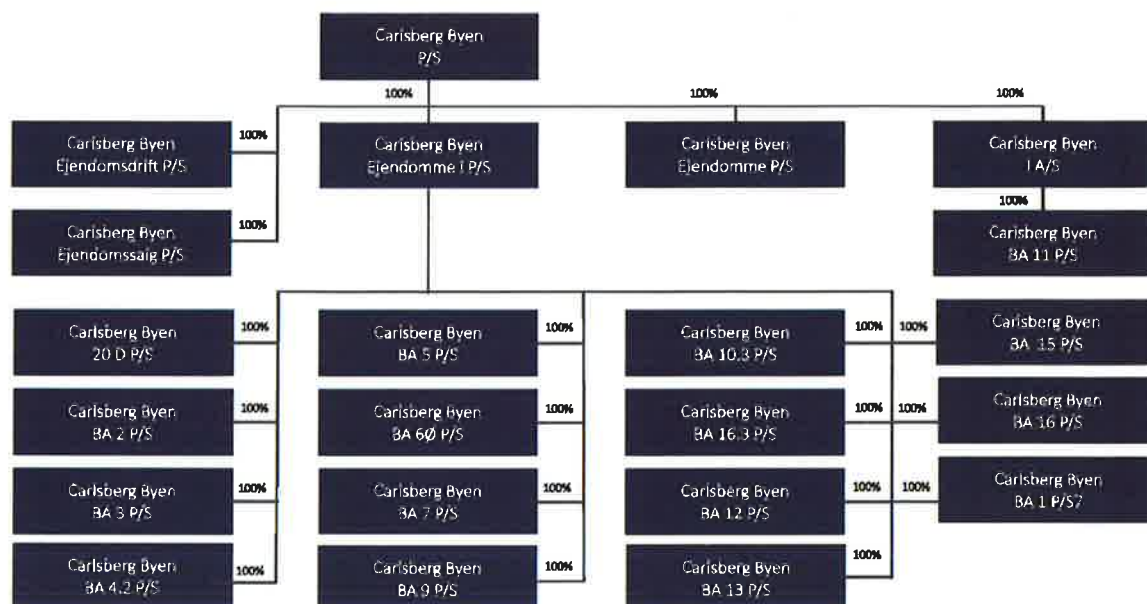 Carlsberg Byen
P/S
100%
100%
100%
Carlsberg Byen
Ejendomsdrift P/S
100%
Carlsberg Byen
Ejendomme I P/S
Carlsberg Byen
Ejendomme P/S
Carlsberg Byen
I A/S
Carlsberg Byen
Ejendomssalg P/S
100%
100%
Carlsberg Byen
BA 11 P/S
Carlsberg Byen
20 D P/S
100%
Carlsberg Byen
BA 5 P/S
100%
Carlsberg Byen
BA 10.3 P/S
100%
100%
Carlsberg Byen
BA 15 P/S
Carlsberg Byen
BA 2 P/S
100%
Carlsberg Byen
BA 6Ø P/S
100%
Carlsberg Byen
BA 16.3 P/S
100%
100%
Carlsberg Byen
BA 16 P/S
Carlsberg Byen
BA 3 P/S
100%
Carlsberg Byen
BA 7 P/S
100%
Carlsberg Byen
BA 12 P/S
100%
100%
Carlsberg Byen
BA 1 P/S7
Carlsberg Byen
BA 4.2 P/S
100%
Carlsberg Byen
BA 9 P/S
100%
Carlsberg Byen
BA 13 P/S
100%